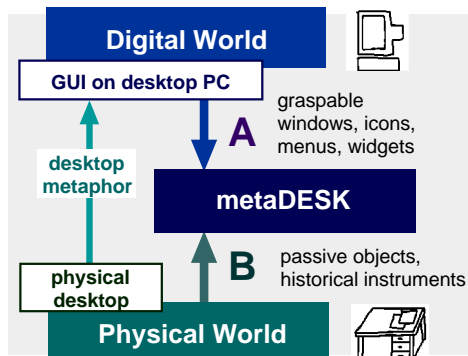 Digital World
GUI on desktop PC
A
graspable
windows, icons,
menus, widgets
desktop
metaphor
metaDESK
B
passive objects,
historical instruments
physical
desktop
Physical World